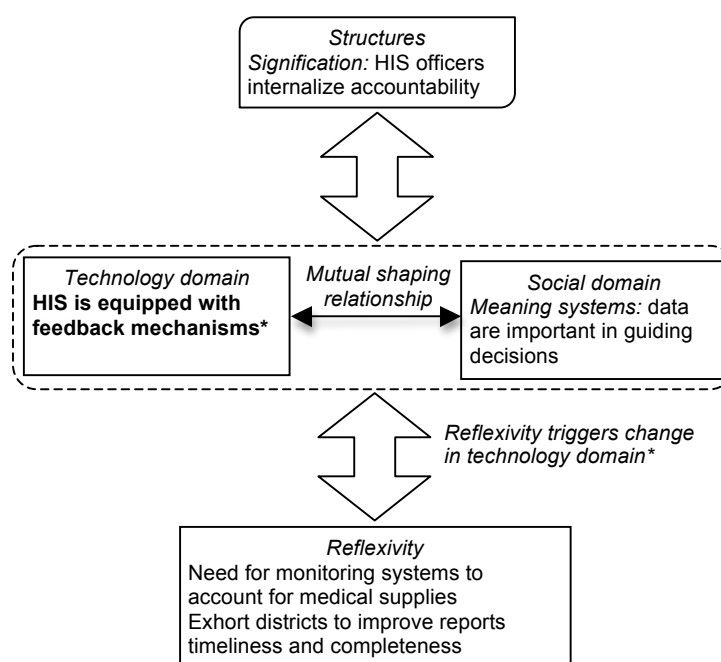 Structures
Signification: HIS officers
internalize accountability
Technology domain
HIS is equipped with
feedback mechanisms*
Mutual shaping
relationship
Social domain
Meaning systems: data
are important in guiding
decisions
Reflexivity triggers change
in technology domain*
Reflexivity
Need for monitoring systems to
account for medical supplies
Exhort districts to improve reports
timeliness and completeness